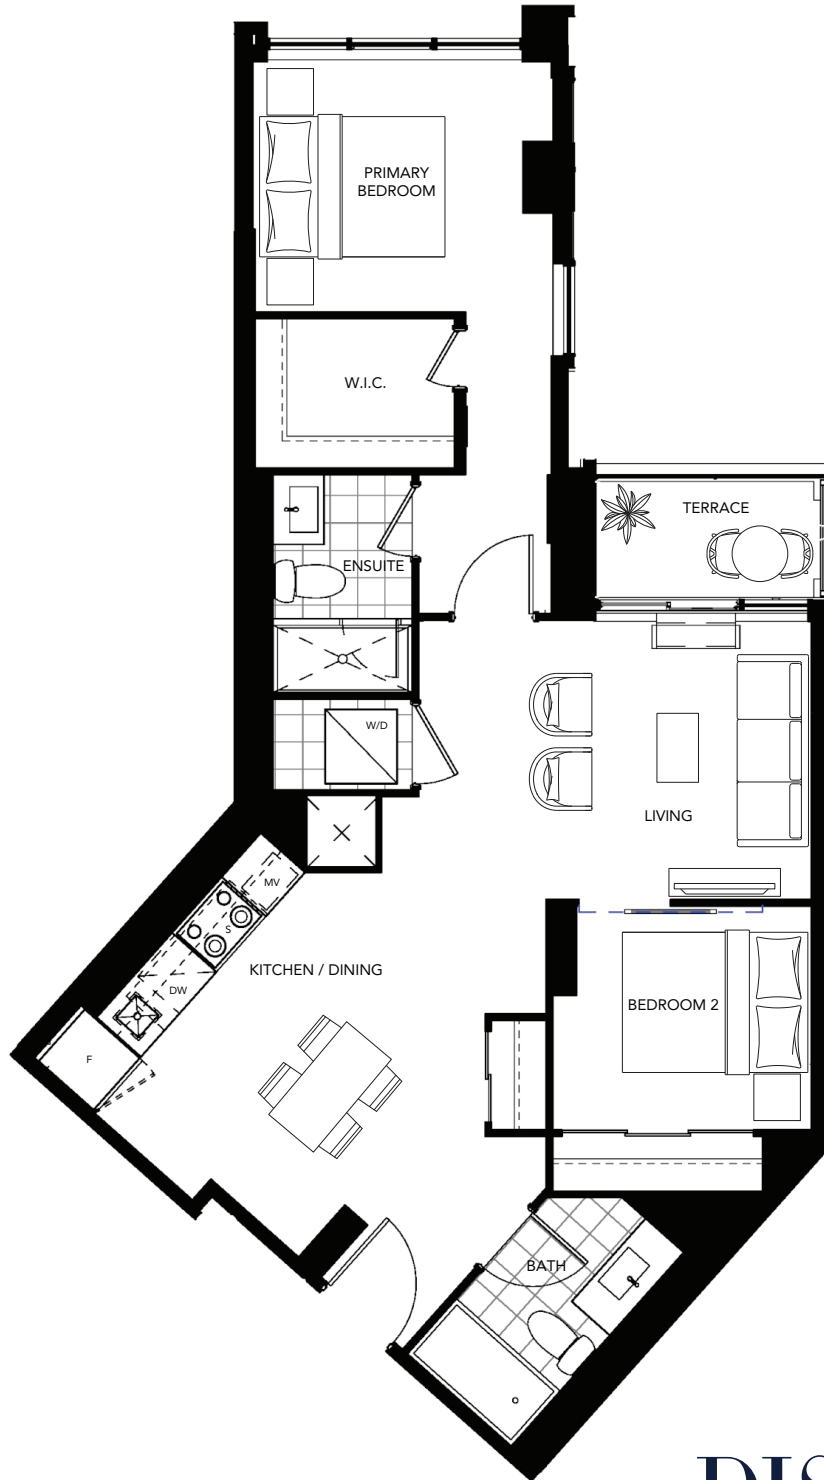 PRIMARY
BEDROOM
W.I.C.
TERRACE
ENSUITE
W/D
LIVING
MV
S
KITCHEN / DINING
DW
BEDROOM 2
F
BATH